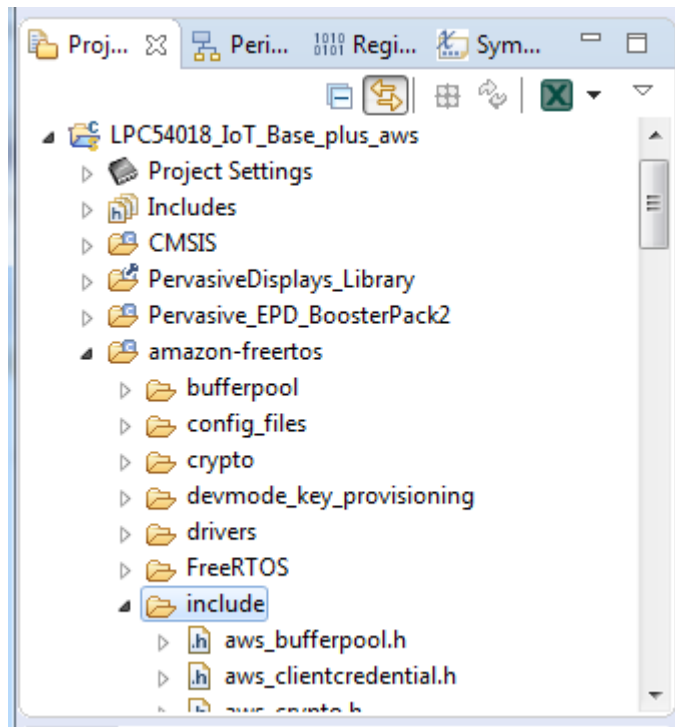 Proj... Peri... 1010 0101 Regi... Sym...
LPC54018_IoT_Base_plus_aws
Project Settings
Includes
CMSIS
PervasiveDisplays_Library
Pervasive_EPD_BoosterPack2
amazon-freertos
bufferpool
config_files
crypto
devmode_key_provisioning
drivers
FreeRTOS
include
.h aws_bufferpool.h
.h aws_clientcredential.h
.h aws_crypto.h